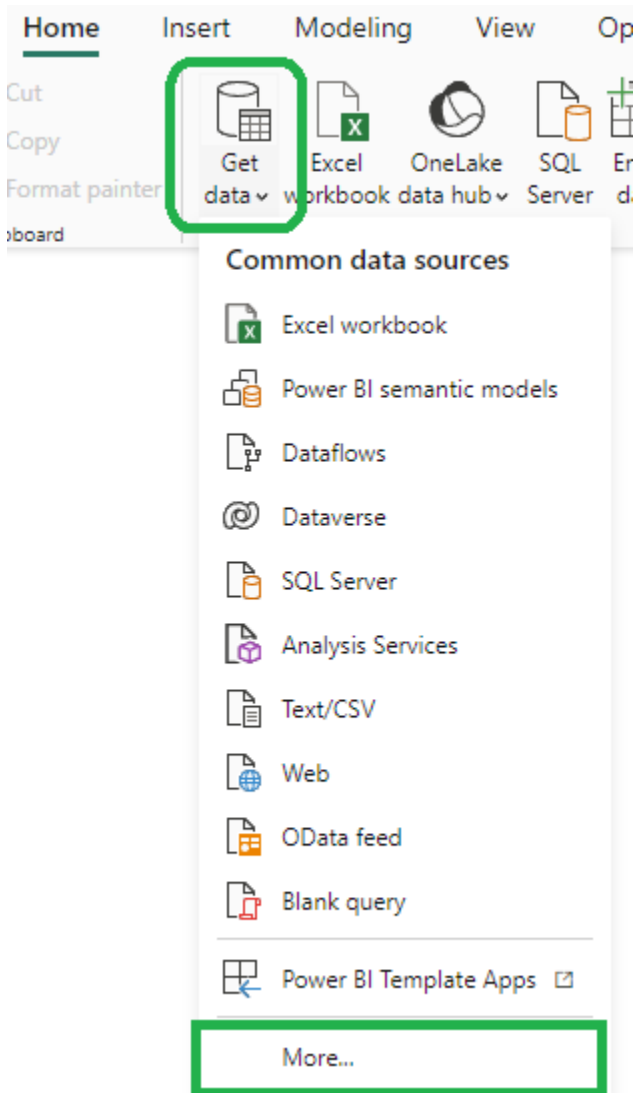 Home Insert Modeling View Op
Cut
Copy
Format painter
board
Get data
Excel workbook
OneLake data hub
SQL Server
Common data sources
Excel workbook
Power BI semantic models
Dataflows
Dataverse
SQL Server
Analysis Services
Text/CSV
Web
OData feed
Blank query
Power BI Template Apps
More...